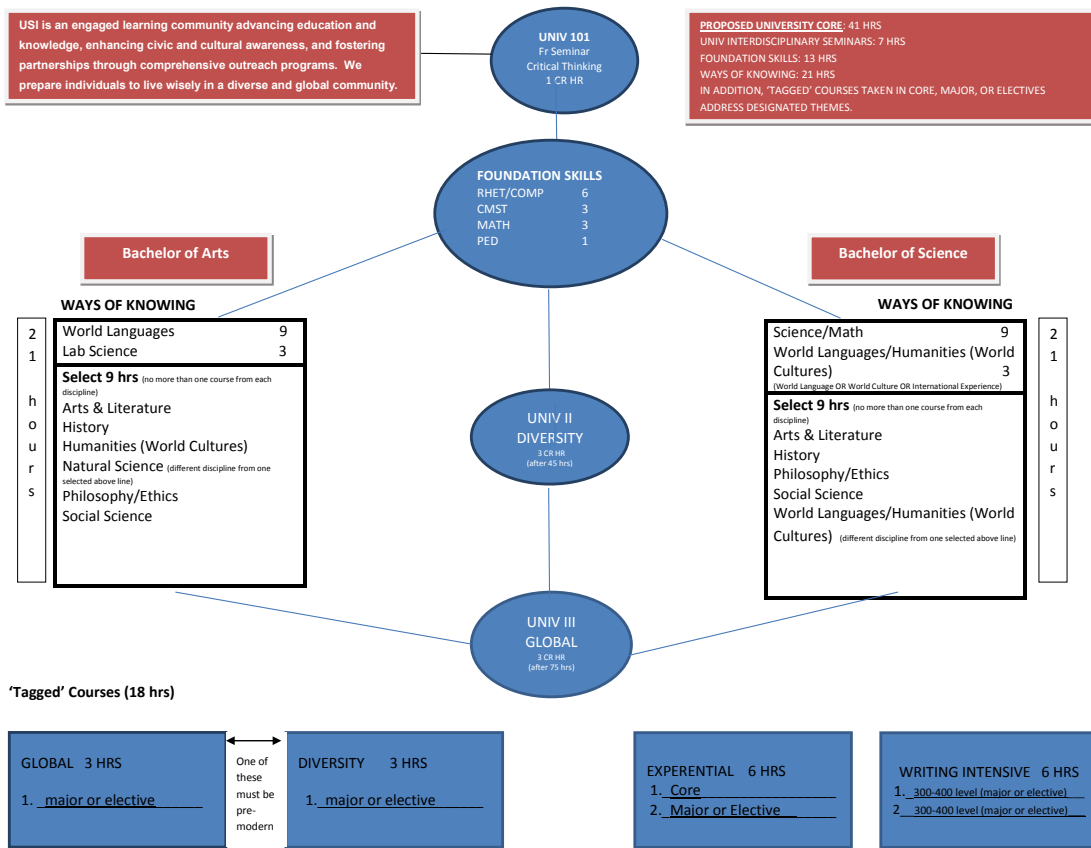 USI is an engaged learning community advancing education and
knowledge, enhancing civic and cultural awareness, and fostering
partnerships through comprehensive outreach programs.  We
prepare individuals to live wisely in a diverse and global community.
UNIV 101
Fr Seminar
Critical Thinking
1 CR HR
PROPOSED UNIVERSITY CORE: 41 HRS
UNIV INTERDISCIPLINARY SEMINARS: 7 HRS
FOUNDATION SKILLS: 13 HRS
WAYS OF KNOWING: 21 HRS
IN ADDITION, 'TAGGED' COURSES TAKEN IN CORE, MAJOR, OR ELECTIVES
ADDRESS DESIGNATED THEMES.
FOUNDATION SKILLS
RHET/COMP 6
CMST 3
MATH 3
PED 1
Bachelor of Arts
WAYS OF KNOWING
21 hours
World Languages 9
Lab Science 3
Select 9 hrs (no more than one course from each
discipline)
Arts & Literature
History
Humanities (World Cultures)
Natural Science (different discipline from one
selected above line)
Philosophy/Ethics
Social Science
UNIV II
DIVERSITY
3 CR HR
(after 45 hrs)
Bachelor of Science
WAYS OF KNOWING
Science/Math 9
World Languages/Humanities (World
Cultures) 3
(World Language OR World Culture OR International Experience)
Select 9 hrs (no more than one course from each
discipline)
Arts & Literature
History
Philosophy/Ethics
Social Science
World Languages/Humanities (World
Cultures) (different discipline from one selected above line)
21 hours
UNIV III
GLOBAL
3 CR HR
(after 75 hrs)
'Tagged' Courses (18 hrs)
GLOBAL 3 HRS
1. major or elective
One of
these
must be
pre-
modern
DIVERSITY 3 HRS
1. major or elective
EXPERENTIAL 6 HRS
1. Core
2. Major or Elective
WRITING INTENSIVE 6 HRS
1. 300-400 level (major or elective)
2 300-400 level (major or elective)